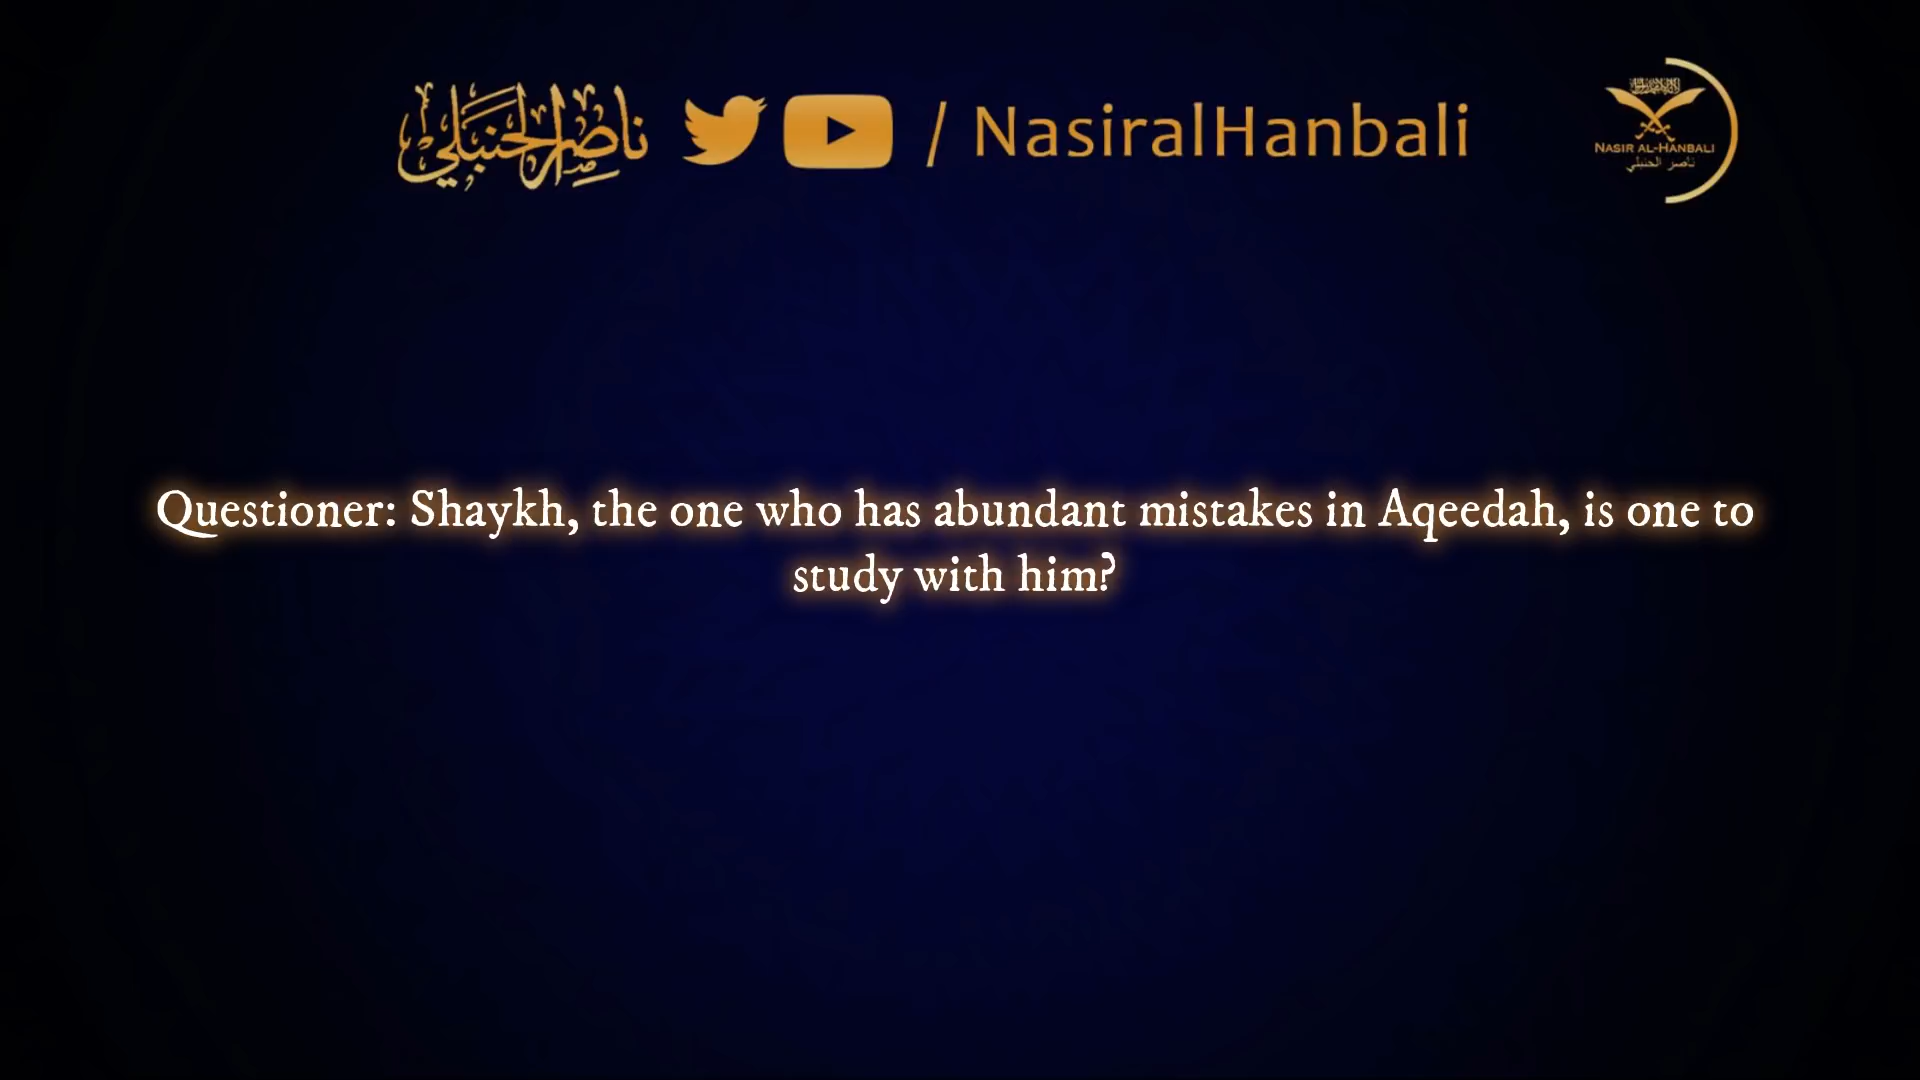 ناصر الحنبلي / NasiralHanbali
NASIR AL-HANBALI
ناصر الحنبلي
Questioner: Shaykh, the one who has abundant mistakes in Aqeedah, is one to
study with him?